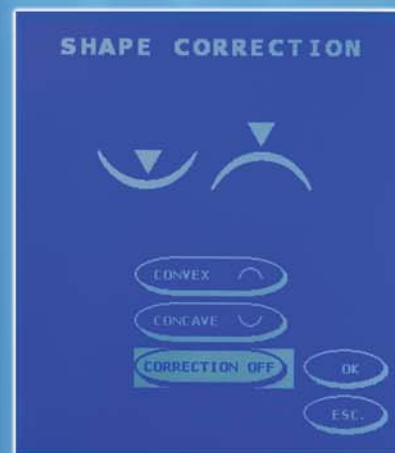 SHAPE CORRECTION
CONVEX
CONCAVE
CORRECTION OFF
OK
ESC.